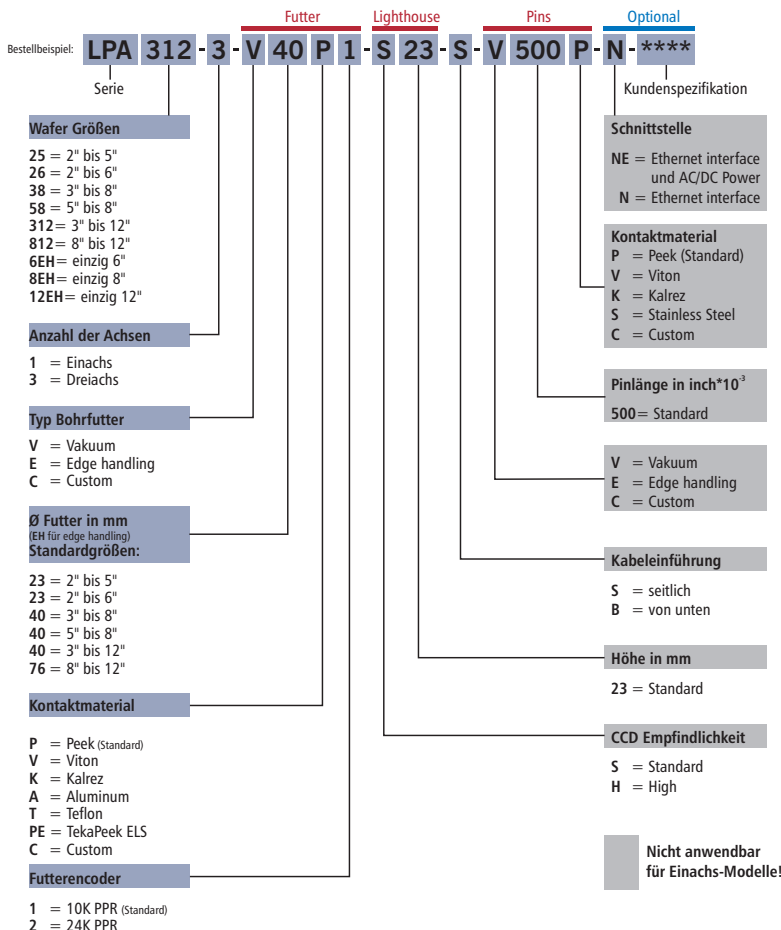 Futter Lighthouse Pins Optional
Bestellbeispiel: LPA 312 - 3 - V 40 P 1 - S 23 - S - V 500 P - N - ****
Serie
Kundenspezifikation
Wafer Größen
25 = 2" bis 5"
26 = 2" bis 6"
38 = 3" bis 8"
58 = 5" bis 8"
312= 3" bis 12"
812= 8" bis 12"
6EH= einzig 6"
8EH= einzig 8"
12EH= einzig 12"
Anzahl der Achsen
1 = Einachs
3 = Dreiachs
Typ Bohrfutter
V = Vakuum
E = Edge handling
C = Custom
Ø Futter in mm
(EH für edge handling)
Standardgrößen:
23 = 2" bis 5"
23 = 2" bis 6"
40 = 3" bis 8"
40 = 5" bis 8"
40 = 3" bis 12"
76 = 8" bis 12"
Kontaktmaterial
P = Peek (Standard)
V = Viton
K = Kalrez
A = Aluminum
T = Teflon
PE = TekaPeek ELS
C = Custom
Futterencoder
1 = 10K PPR (Standard)
2 = 24K PPR
Schnittstelle
NE = Ethernet interface
und AC/DC Power
N = Ethernet interface
Kontaktmaterial
P = Peek (Standard)
V = Viton
K = Kalrez
S = Stainless Steel
C = Custom
Pinlänge in inch*10⁻³
500= Standard
V = Vakuum
E = Edge handling
C = Custom
Kabeleinführung
S = seitlich
B = von unten
Höhe in mm
23 = Standard
CCD Empfindlichkeit
S = Standard
H = High
Nicht anwendbar
für Einachs-Modelle!